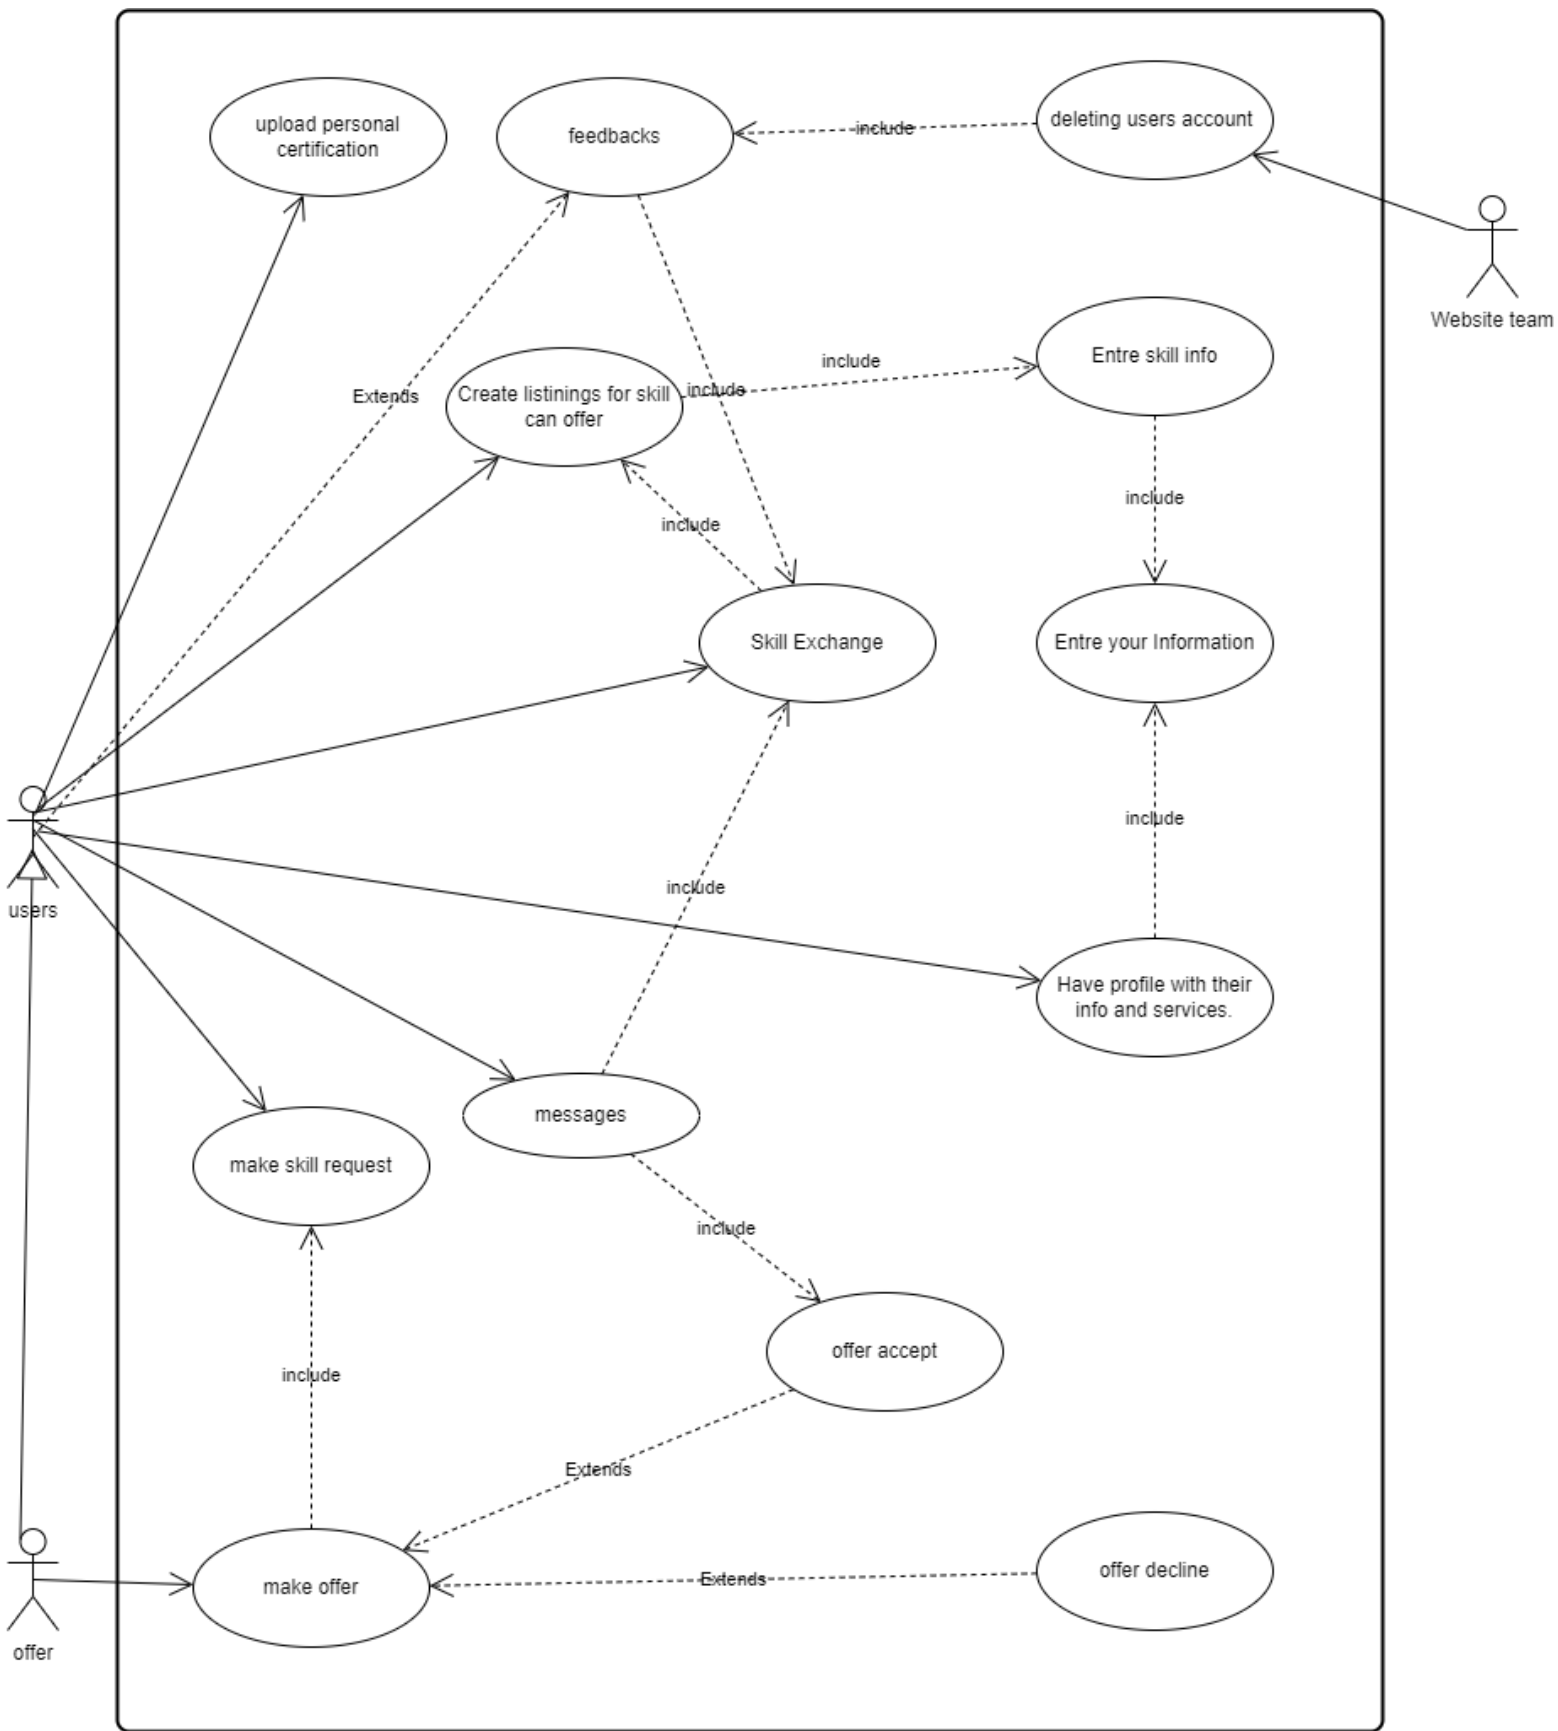 upload personal
certification
feedbacks
include
deleting users account
Website team
Extends
Create listinings for skill
can offer
include
include
Entre skill info
include
include
Skill Exchange
Entre your Information
include
include
users
Have profile with their
info and services.
messages
make skill request
include
offer accept
include
Extends
make offer
Extends
offer decline
offer